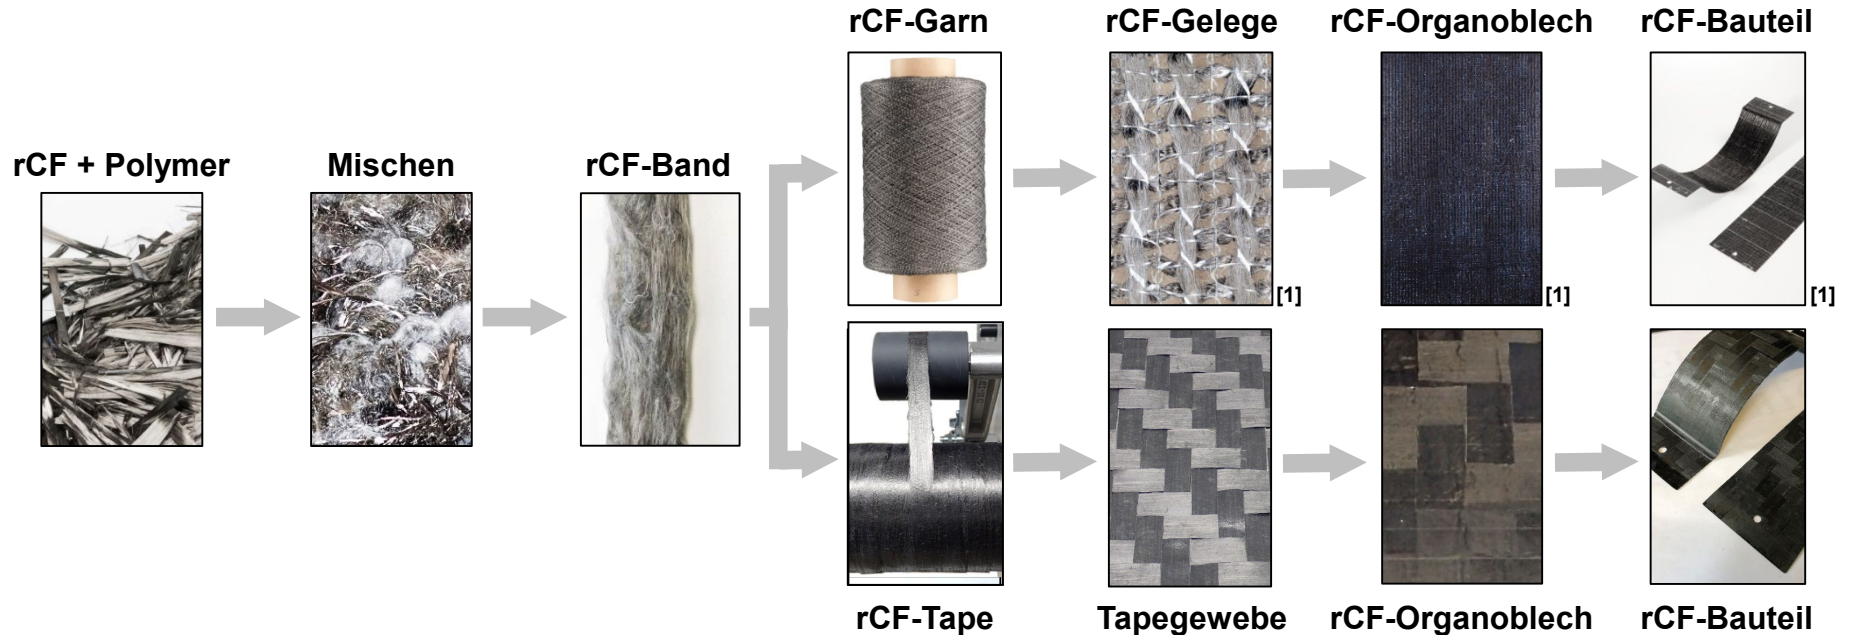 rCF-Garn
rCF-Gelege
rCF-Organoblech
rCF-Bauteil
rCF + Polymer
Mischen
rCF-Band
[1]
[1]
[1]
rCF-Tape
Tapegewebe
rCF-Organoblech
rCF-Bauteil